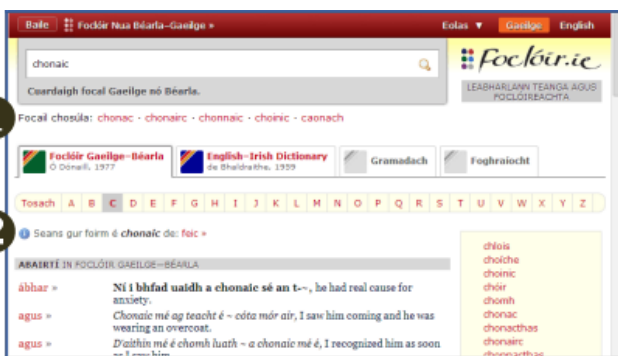 Baile Foclóir Nua Béarla–Gaeilge » Eolas ▼ Gaeilge English
chonaic
Cuardaigh focal Gaeilge nó Béarla.
Foclóir.ie
LEABHARLANN TEANGA AGUS FOCLÓIREACHTA
Focail chosúla: chonac · chonairc · chonnaic · choinic · caonach
Foclóir Gaeilge–Béarla
Ó Dónaill, 1977
English–Irish Dictionary
de Bhaldraithe, 1959
Gramadach
Foghraíocht
Tosach A B C D E F G H I J K L M N O P Q R S T U V W X Y Z
2
Seans gur foirm é chonaic de: feic »
ABAIRTÍ IN FOCLÓIR GAEILGE–BÉARLA
ábhar » Ní i bhfad uaidh a chonaic sé an t-~, he had real cause for
anxiety.
agus » Chonaic mé ag teacht é ~ cóta mór air, I saw him coming and he was
wearing an overcoat.
agus » D'aithin mé é chomh luath ~ a chonaic mé é, I recognized him as soon
as I saw him.
chlois
choíche
choinic
chóir
chomh
chonac
chonacthas
chonairc
chonnacthas